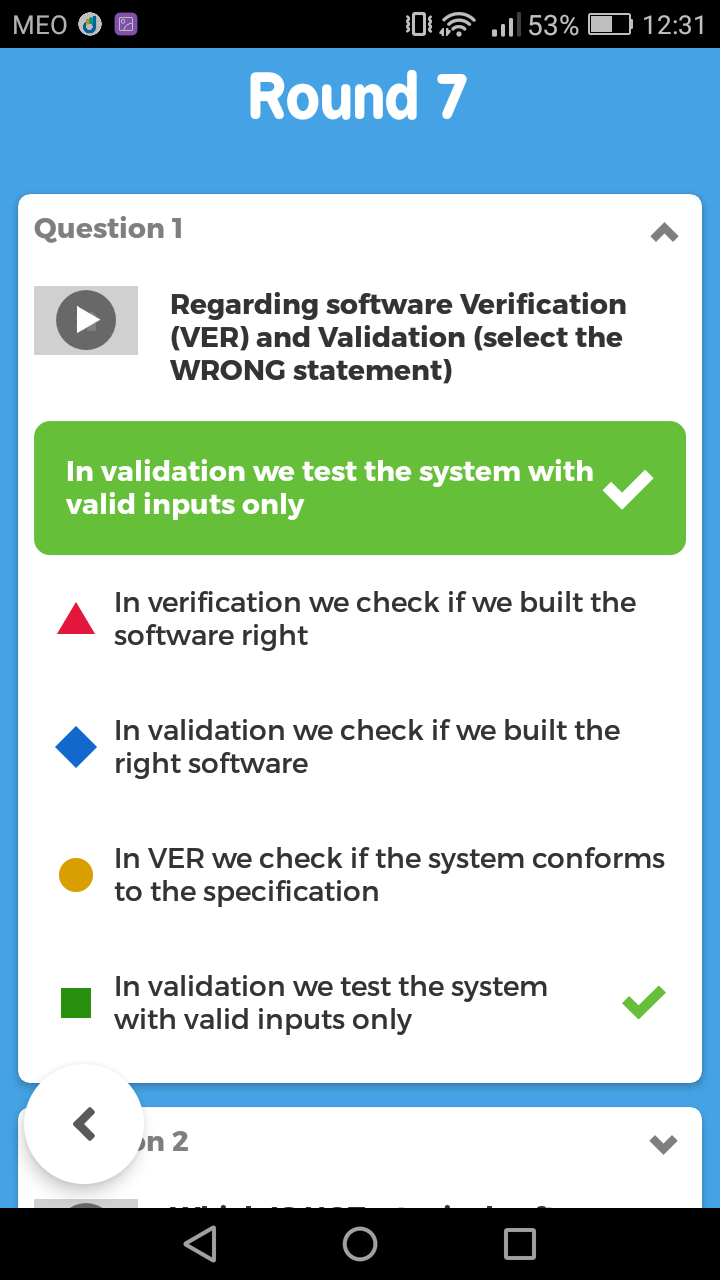 MEO 53% 12:31
Round 7
Question 1
Regarding software Verification
(VER) and Validation (select the
WRONG statement)
In validation we test the system with
valid inputs only
In verification we check if we built the
software right
In validation we check if we built the
right software
In VER we check if the system conforms
to the specification
In validation we test the system
with valid inputs only
on 2